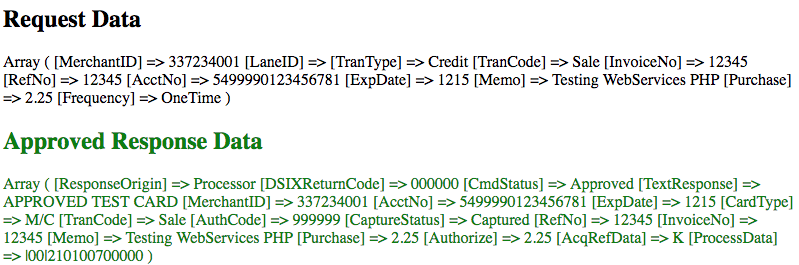 Request Data
Array ( [MerchantID] => 337234001 [LaneID] => [TranType] => Credit [TranCode] => Sale [InvoiceNo] => 12345
[RefNo] => 12345 [AcctNo] => 5499990123456781 [ExpDate] => 1215 [Memo] => Testing WebServices PHP [Purchase]
=> 2.25 [Frequency] => OneTime )
Approved Response Data
Array ( [ResponseOrigin] => Processor [DSIXReturnCode] => 000000 [CmdStatus] => Approved [TextResponse] =>
APPROVED TEST CARD [MerchantID] => 337234001 [AcctNo] => 5499990123456781 [ExpDate] => 1215 [CardType]
=> M/C [TranCode] => Sale [AuthCode] => 999999 [CaptureStatus] => Captured [RefNo] => 12345 [InvoiceNo] =>
12345 [Memo] => Testing WebServices PHP [Purchase] => 2.25 [Authorize] => 2.25 [AcqRefData] => K [ProcessData]
=> |00|210100700000 )